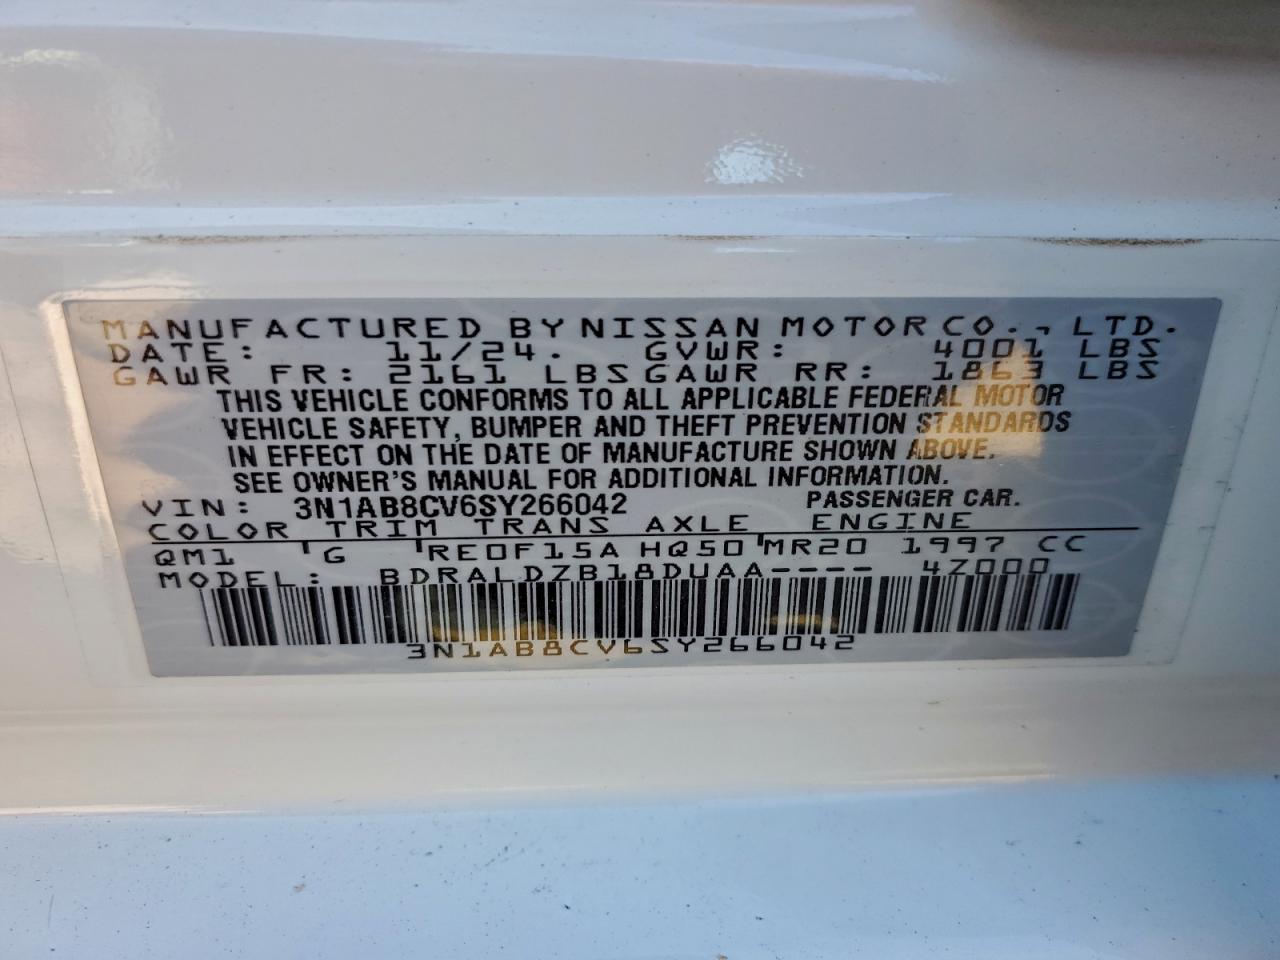 MANUFACTURED BY NISSAN MOTOR CO., LTD.
DATE: 11/24. GVWR: 4001 LBS
GAWR FR: 2161 LBS GAWR RR: 1863 LBS
THIS VEHICLE CONFORMS TO ALL APPLICABLE FEDERAL MOTOR
VEHICLE SAFETY, BUMPER AND THEFT PREVENTION STANDARDS
IN EFFECT ON THE DATE OF MANUFACTURE SHOWN ABOVE.
SEE OWNER'S MANUAL FOR ADDITIONAL INFORMATION.
VIN: 3N1AB8CV6SY266042 PASSENGER CAR.
COLOR TRIM TRANS AXLE ENGINE
QM1 G RE0F15A HQ50 MR20 1997 CC
MODEL: BDRALDZB18DUAA---- 4Z000
3N1AB8CV6SY266042